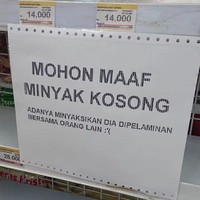 14,000
14,000
MOHON MAAF
MINYAK KOSONG
ADANYA MINYAKSIKAN DIA DIPELAMINAN
BERSAMA ORANG LAIN :'(